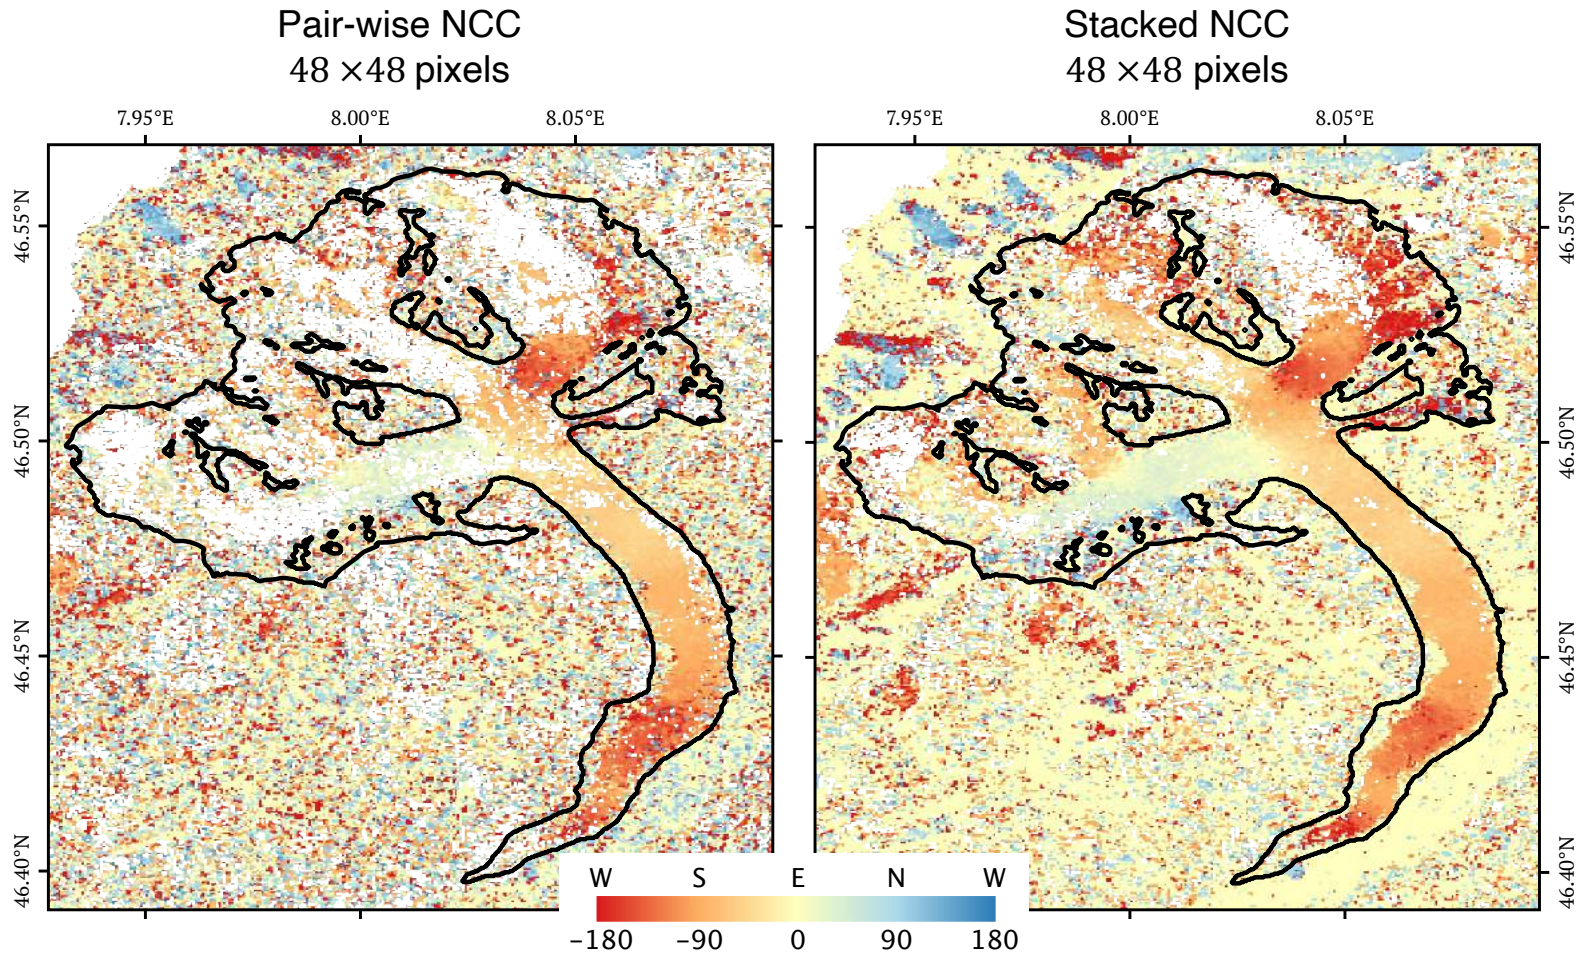 Pair-wise NCC
48 ×48 pixels
Stacked NCC
48 ×48 pixels
7.95°E 8.00°E 8.05°E
7.95°E 8.00°E 8.05°E
46.55°N
46.50°N
46.45°N
46.40°N
46.55°N
46.50°N
46.45°N
46.40°N
W S E N W
−180 −90 0 90 180